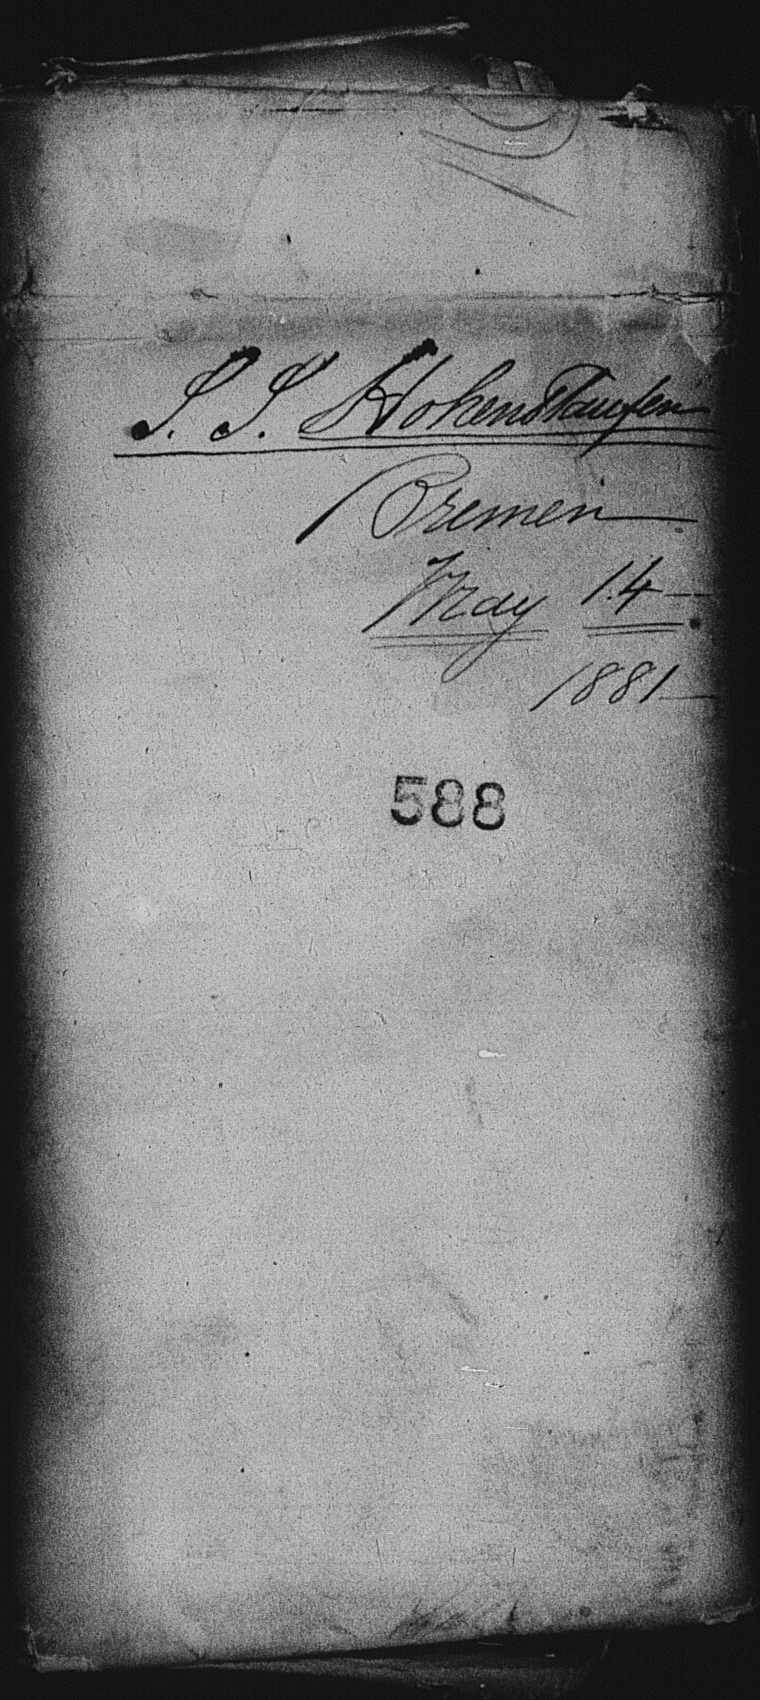 S. S. Hohenstaufen
Bremen
May 14
1881
588